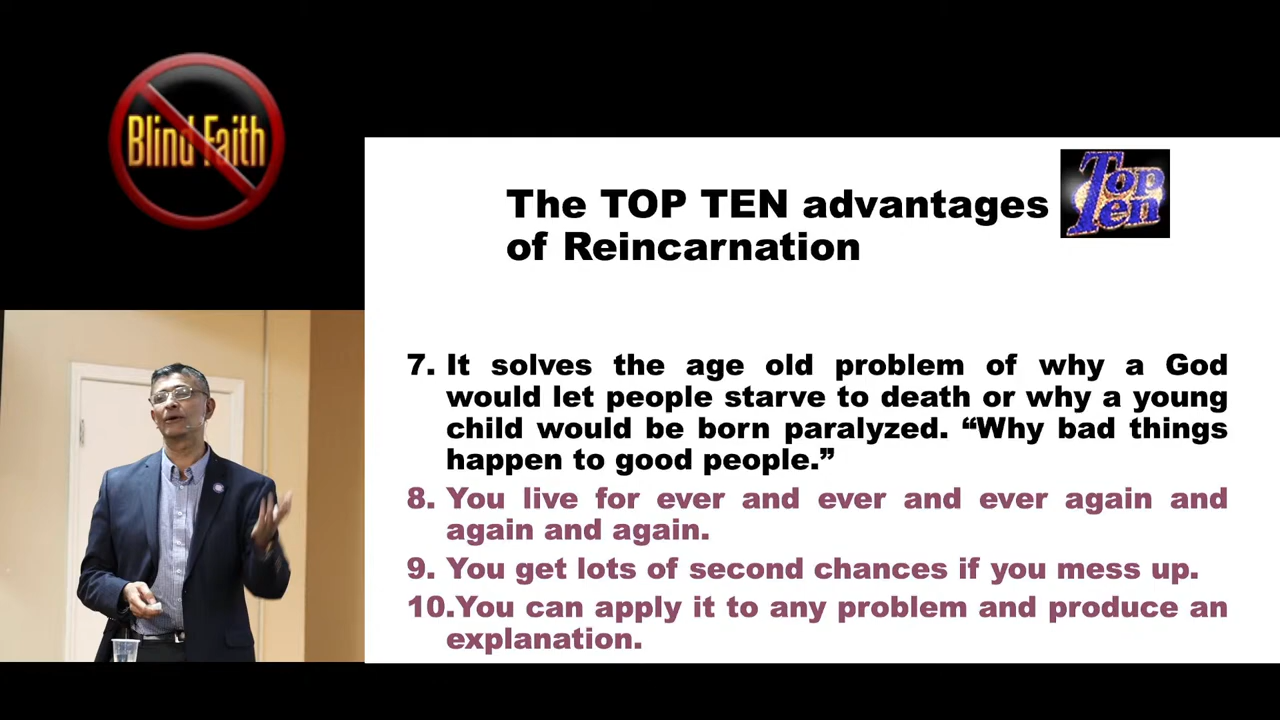 Blind Faith
The TOP TEN advantages
of Reincarnation
Top
Ten
7. It solves the age old problem of why a God
would let people starve to death or why a young
child would be born paralyzed. “Why bad things
happen to good people.”
8. You live for ever and ever and ever again and
again and again.
9. You get lots of second chances if you mess up.
10.You can apply it to any problem and produce an
explanation.